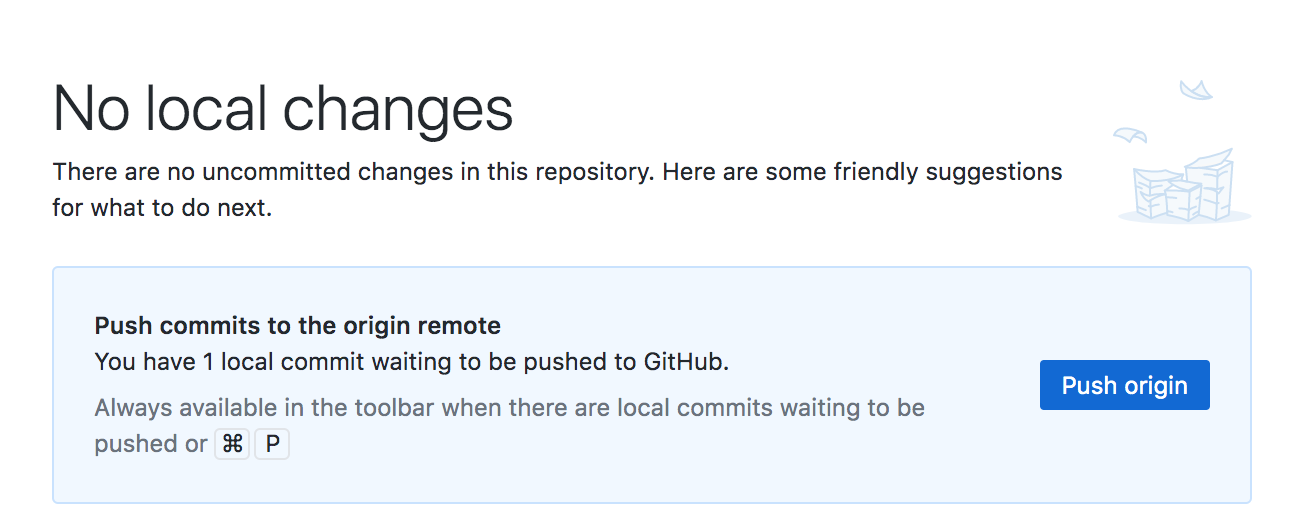 No local changes
There are no uncommitted changes in this repository. Here are some friendly suggestions
for what to do next.
Push commits to the origin remote
You have 1 local commit waiting to be pushed to GitHub.
Push origin
Always available in the toolbar when there are local commits waiting to be
pushed or ⌘ P